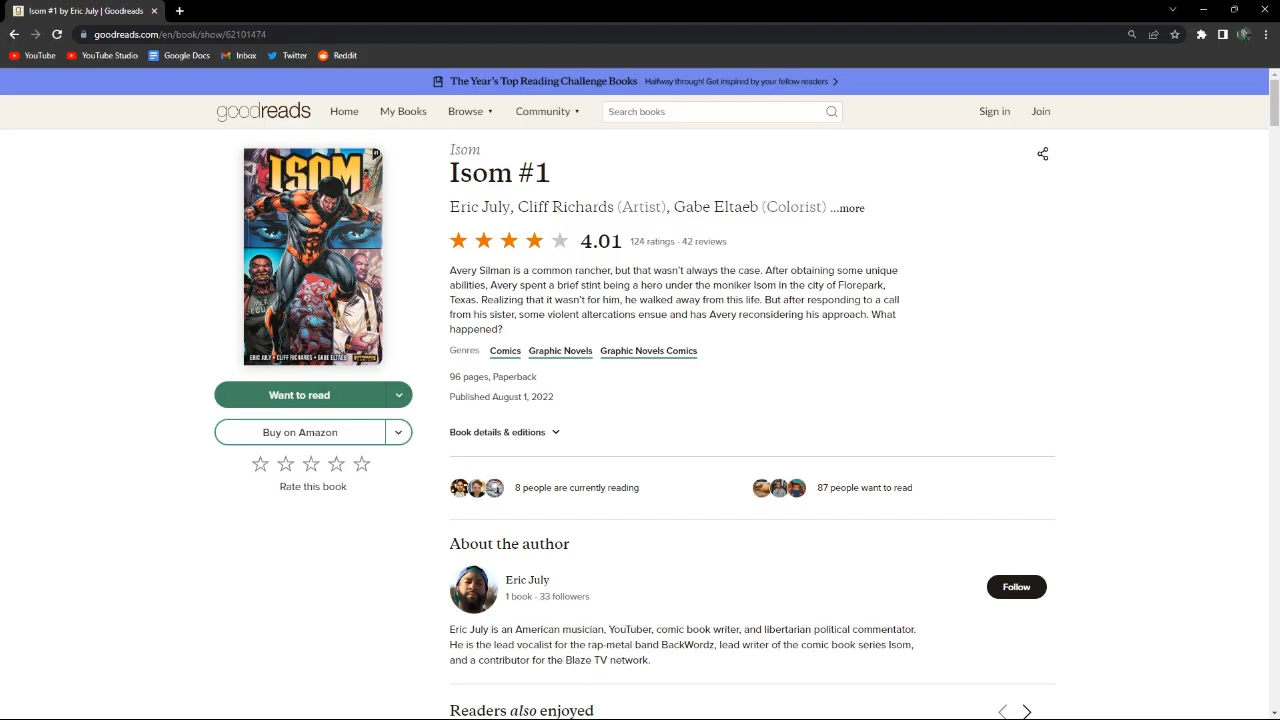 Isom #1 by Eric July | Goodreads
goodreads.com/en/book/show/62101474
YouTube YouTube Studio Google Docs Inbox Twitter Reddit
The Year's Top Reading Challenge Books Halfway through! Get inspired by your fellow readers
goodreads Home My Books Browse Community Search books Sign in Join
ISOM
#1
ERIC JULY • CLIFF RICHARDS • GABE ELTAEB
Isom
Isom #1
Eric July, Cliff Richards (Artist), Gabe Eltaeb (Colorist) ...more
4.01 124 ratings · 42 reviews
Avery Silman is a common rancher, but that wasn't always the case. After obtaining some unique
abilities, Avery spent a brief stint being a hero under the moniker Isom in the city of Florepark,
Texas. Realizing that it wasn't for him, he walked away from this life. But after responding to a call
from his sister, some violent altercations ensue and has Avery reconsidering his approach. What
happened?
Genres Comics Graphic Novels Graphic Novels Comics
96 pages, Paperback
Published August 1, 2022
Book details & editions
Want to read
Buy on Amazon
Rate this book
8 people are currently reading
87 people want to read
About the author
Eric July
1 book · 33 followers
Follow
Eric July is an American musician, YouTuber, comic book writer, and libertarian political commentator.
He is the lead vocalist for the rap-metal band BackWordz, lead writer of the comic book series Isom,
and a contributor for the Blaze TV network.
Readers also enjoyed